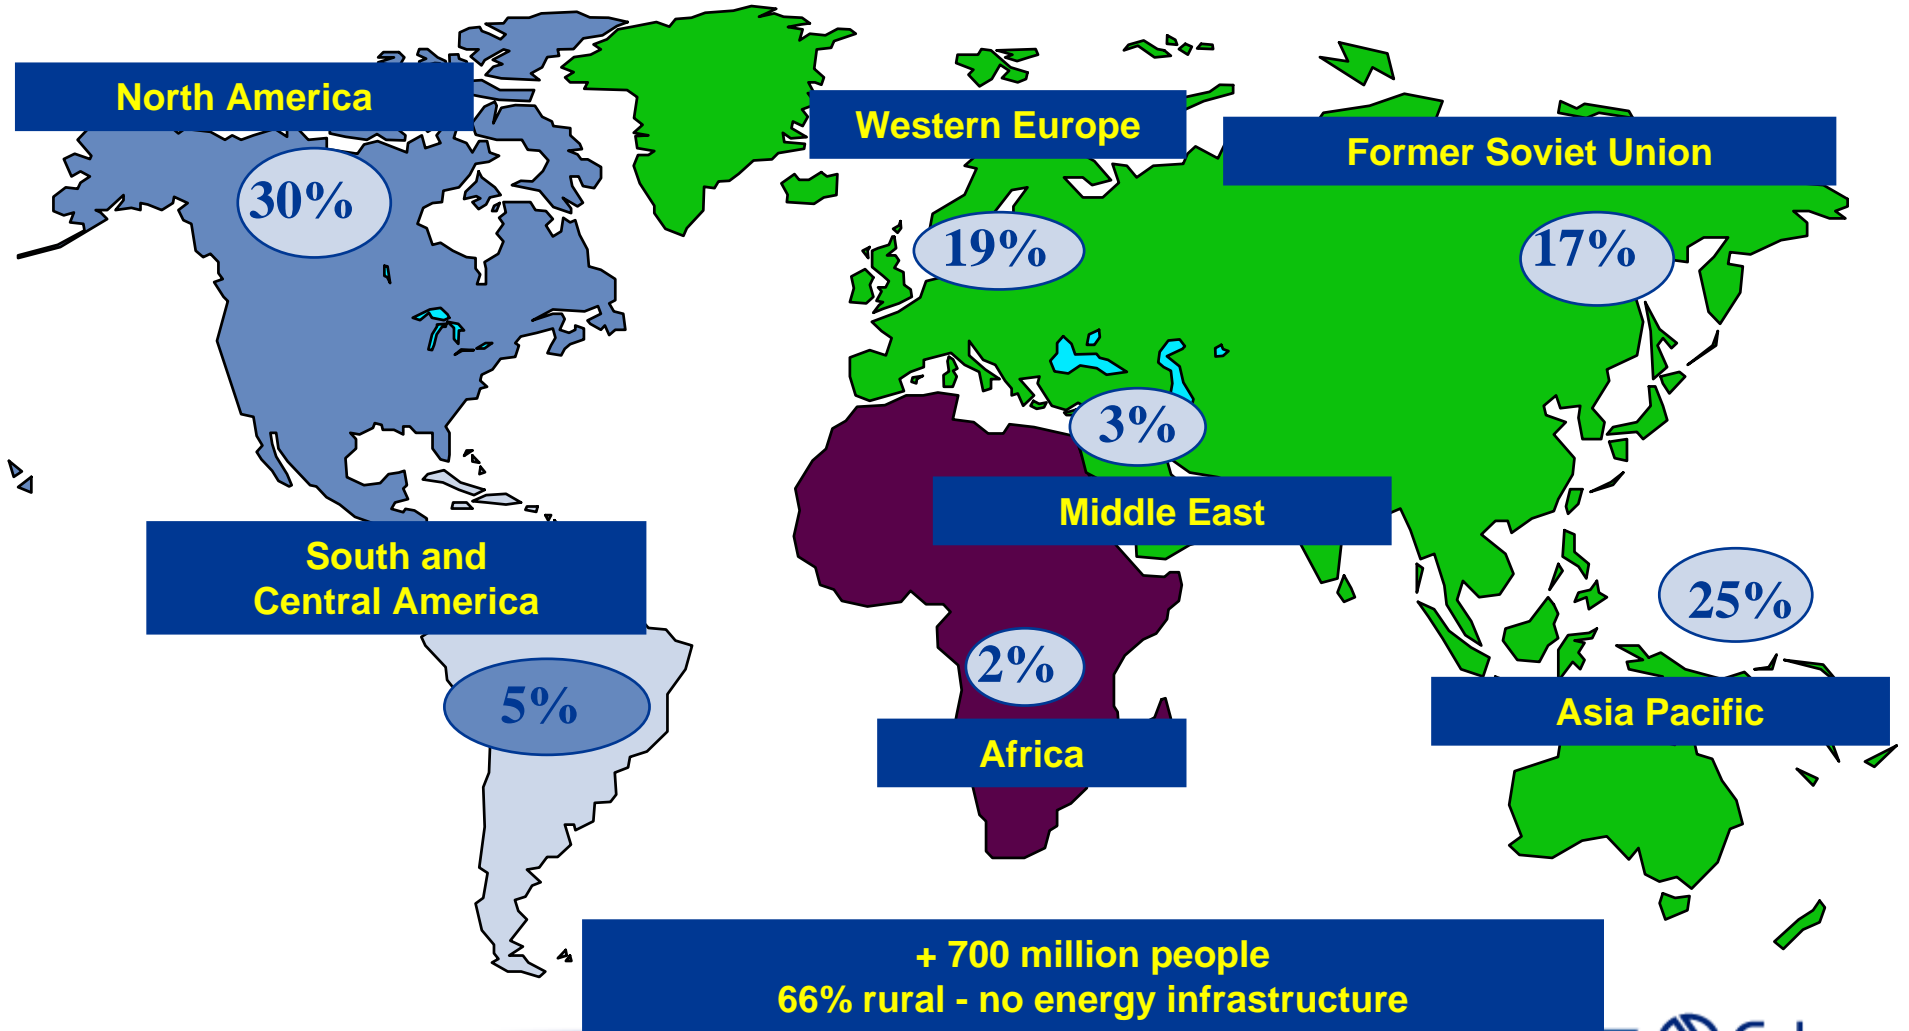 North America
Western Europe
Former Soviet Union
30%
19%
17%
3%
Middle East
South and
Central America
25%
2%
5%
Asia Pacific
Africa
+ 700 million people
66% rural - no energy infrastructure